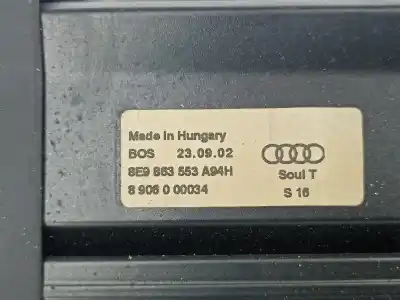 Made in Hungary
BOS 23.09.02
8E9 863 553 A94H Soul T
8 906 0 00034 S 16